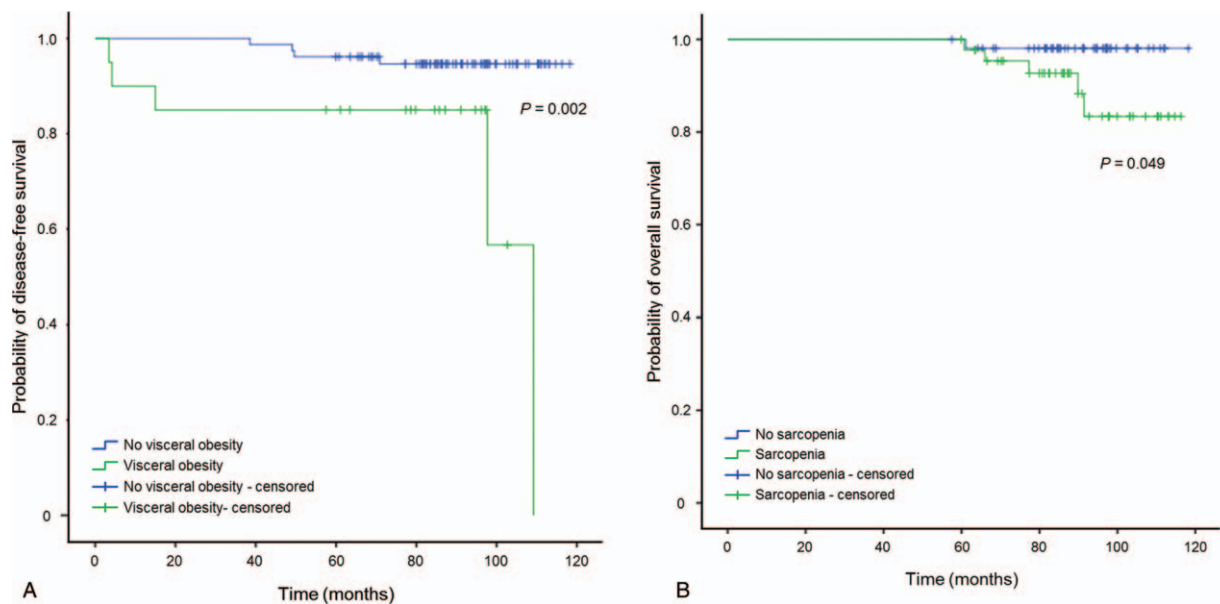 Probability of disease-free survival
1.0
0.8
0.6
0.4
0.2
0
P = 0.002
No visceral obesity
Visceral obesity
No visceral obesity - censored
Visceral obesity- censored
0 20 40 60 80 100 120
Time (months)
A
Probability of overall survival
1.0
0.8
0.6
0.4
0.2
0
P = 0.049
No sarcopenia
Sarcopenia
No sarcopenia - censored
Sarcopenia - censored
0 20 40 60 80 100 120
Time (months)
B